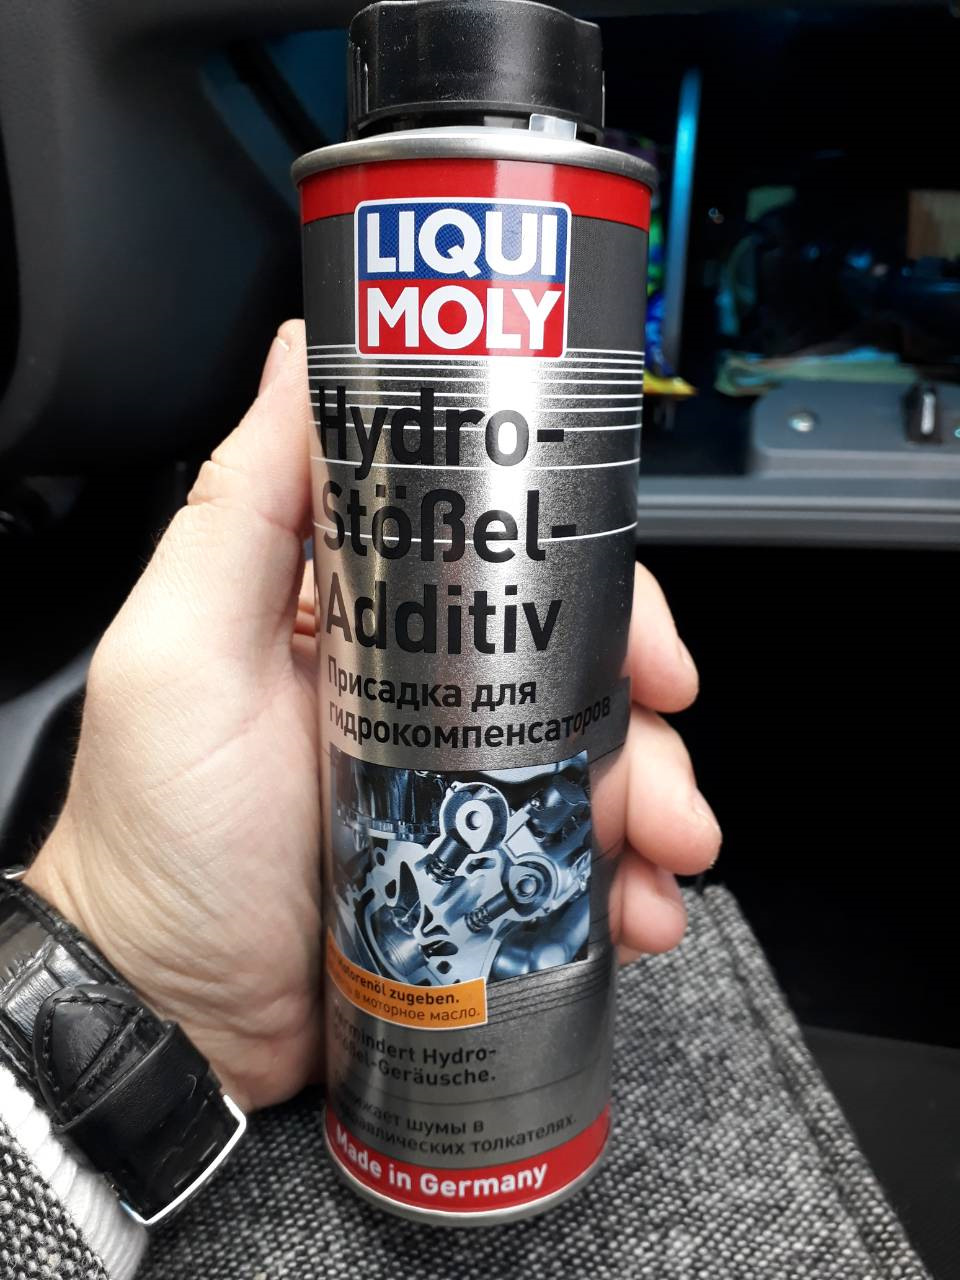 LIQUI
MOLY
Hydro-
Stößel-
Additiv
Присадка для
гидрокомпенсаторов
Motorenöl zugeben.
в моторное масло.
Hydro-
Geräusche.
шумы в
толкателях.
Made in Germany